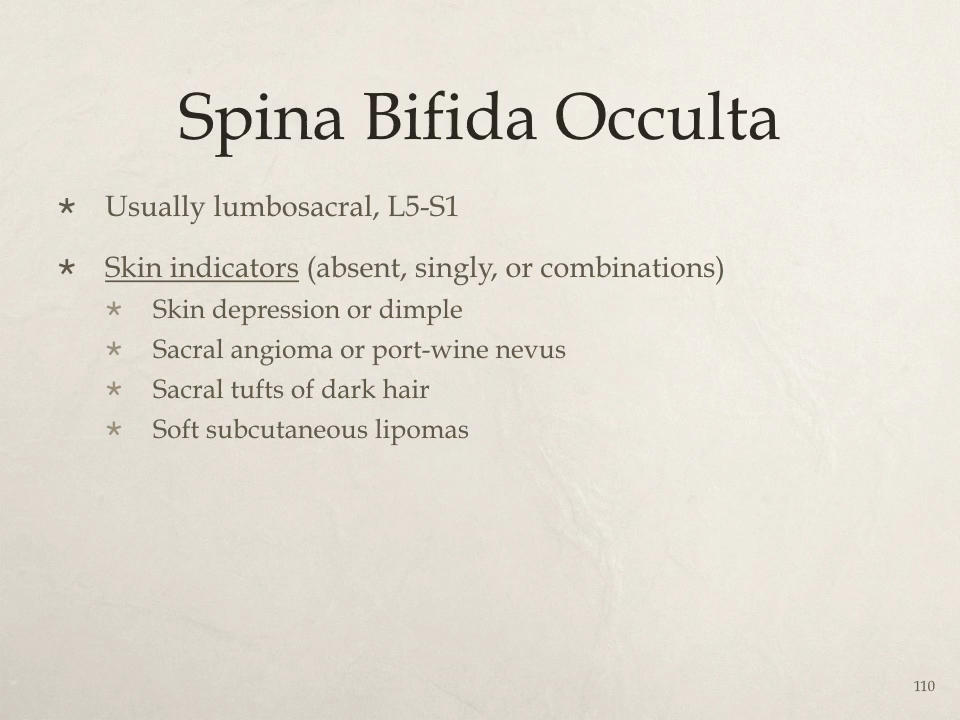 Spina Bifida Occulta
* Usually lumbosacral, L5-S1
* Skin indicators (absent, singly, or combinations)
* Skin depression or dimple
* Sacral angioma or port-wine nevus
* Sacral tufts of dark hair
* Soft subcutaneous lipomas
110